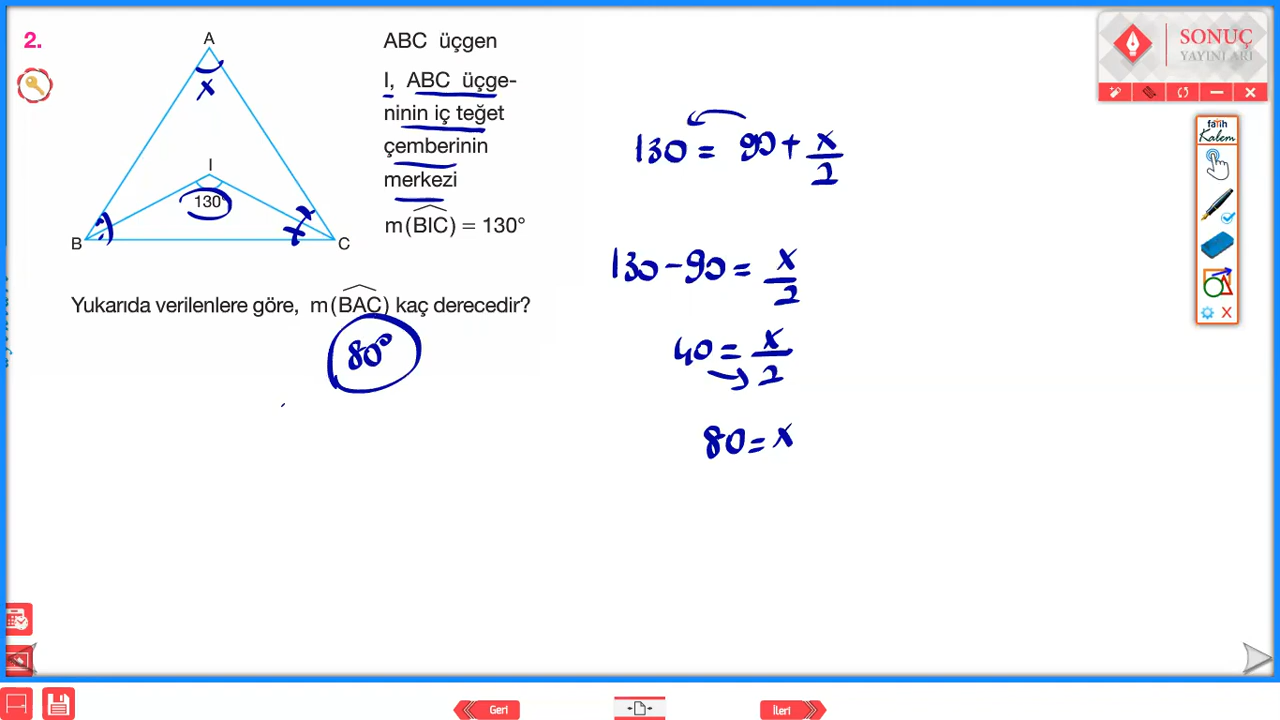 2.
A
x
I
130°
B
C
ABC üçgen
I, ABC üçge-
ninin iç teğet
çemberinin
merkezi
m(BIC) = 130°
Yukarıda verilenlere göre, m(BAC) kaç derecedir?
80°
130 = 90 + x/2
130 - 90 = x/2
40 = x/2
80 = x
SONUÇ
YAYINLARI
fatih
Kalem
Geri
İleri